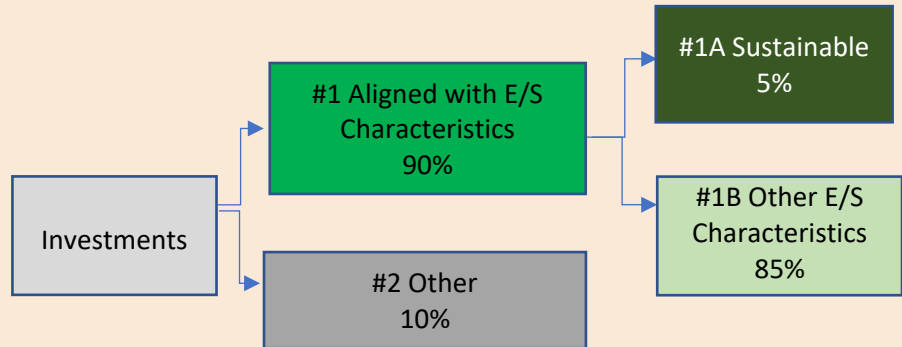 Investments
#1 Aligned with E/S
Characteristics
90%
#2 Other
10%
#1A Sustainable
5%
#1B Other E/S
Characteristics
85%